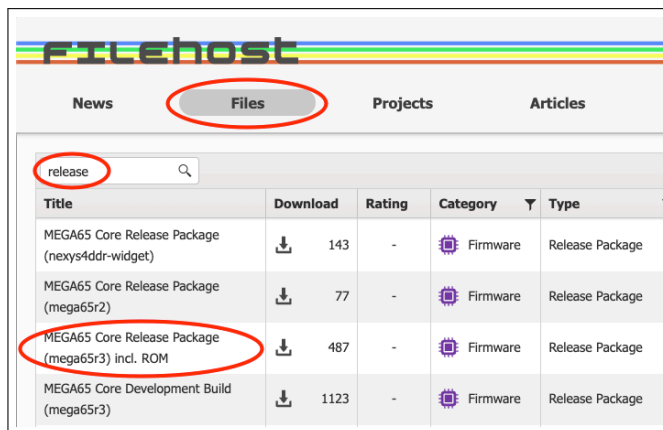 FILEhost
News Files Projects Articles
release
Title Download Rating Category Type
MEGA65 Core Release Package
(nexys4ddr-widget)
143 - Firmware Release Package
MEGA65 Core Release Package
(mega65r2)
77 - Firmware Release Package
MEGA65 Core Release Package
(mega65r3) incl. ROM
487 - Firmware Release Package
MEGA65 Core Development Build
(mega65r3)
1123 - Firmware Release Package